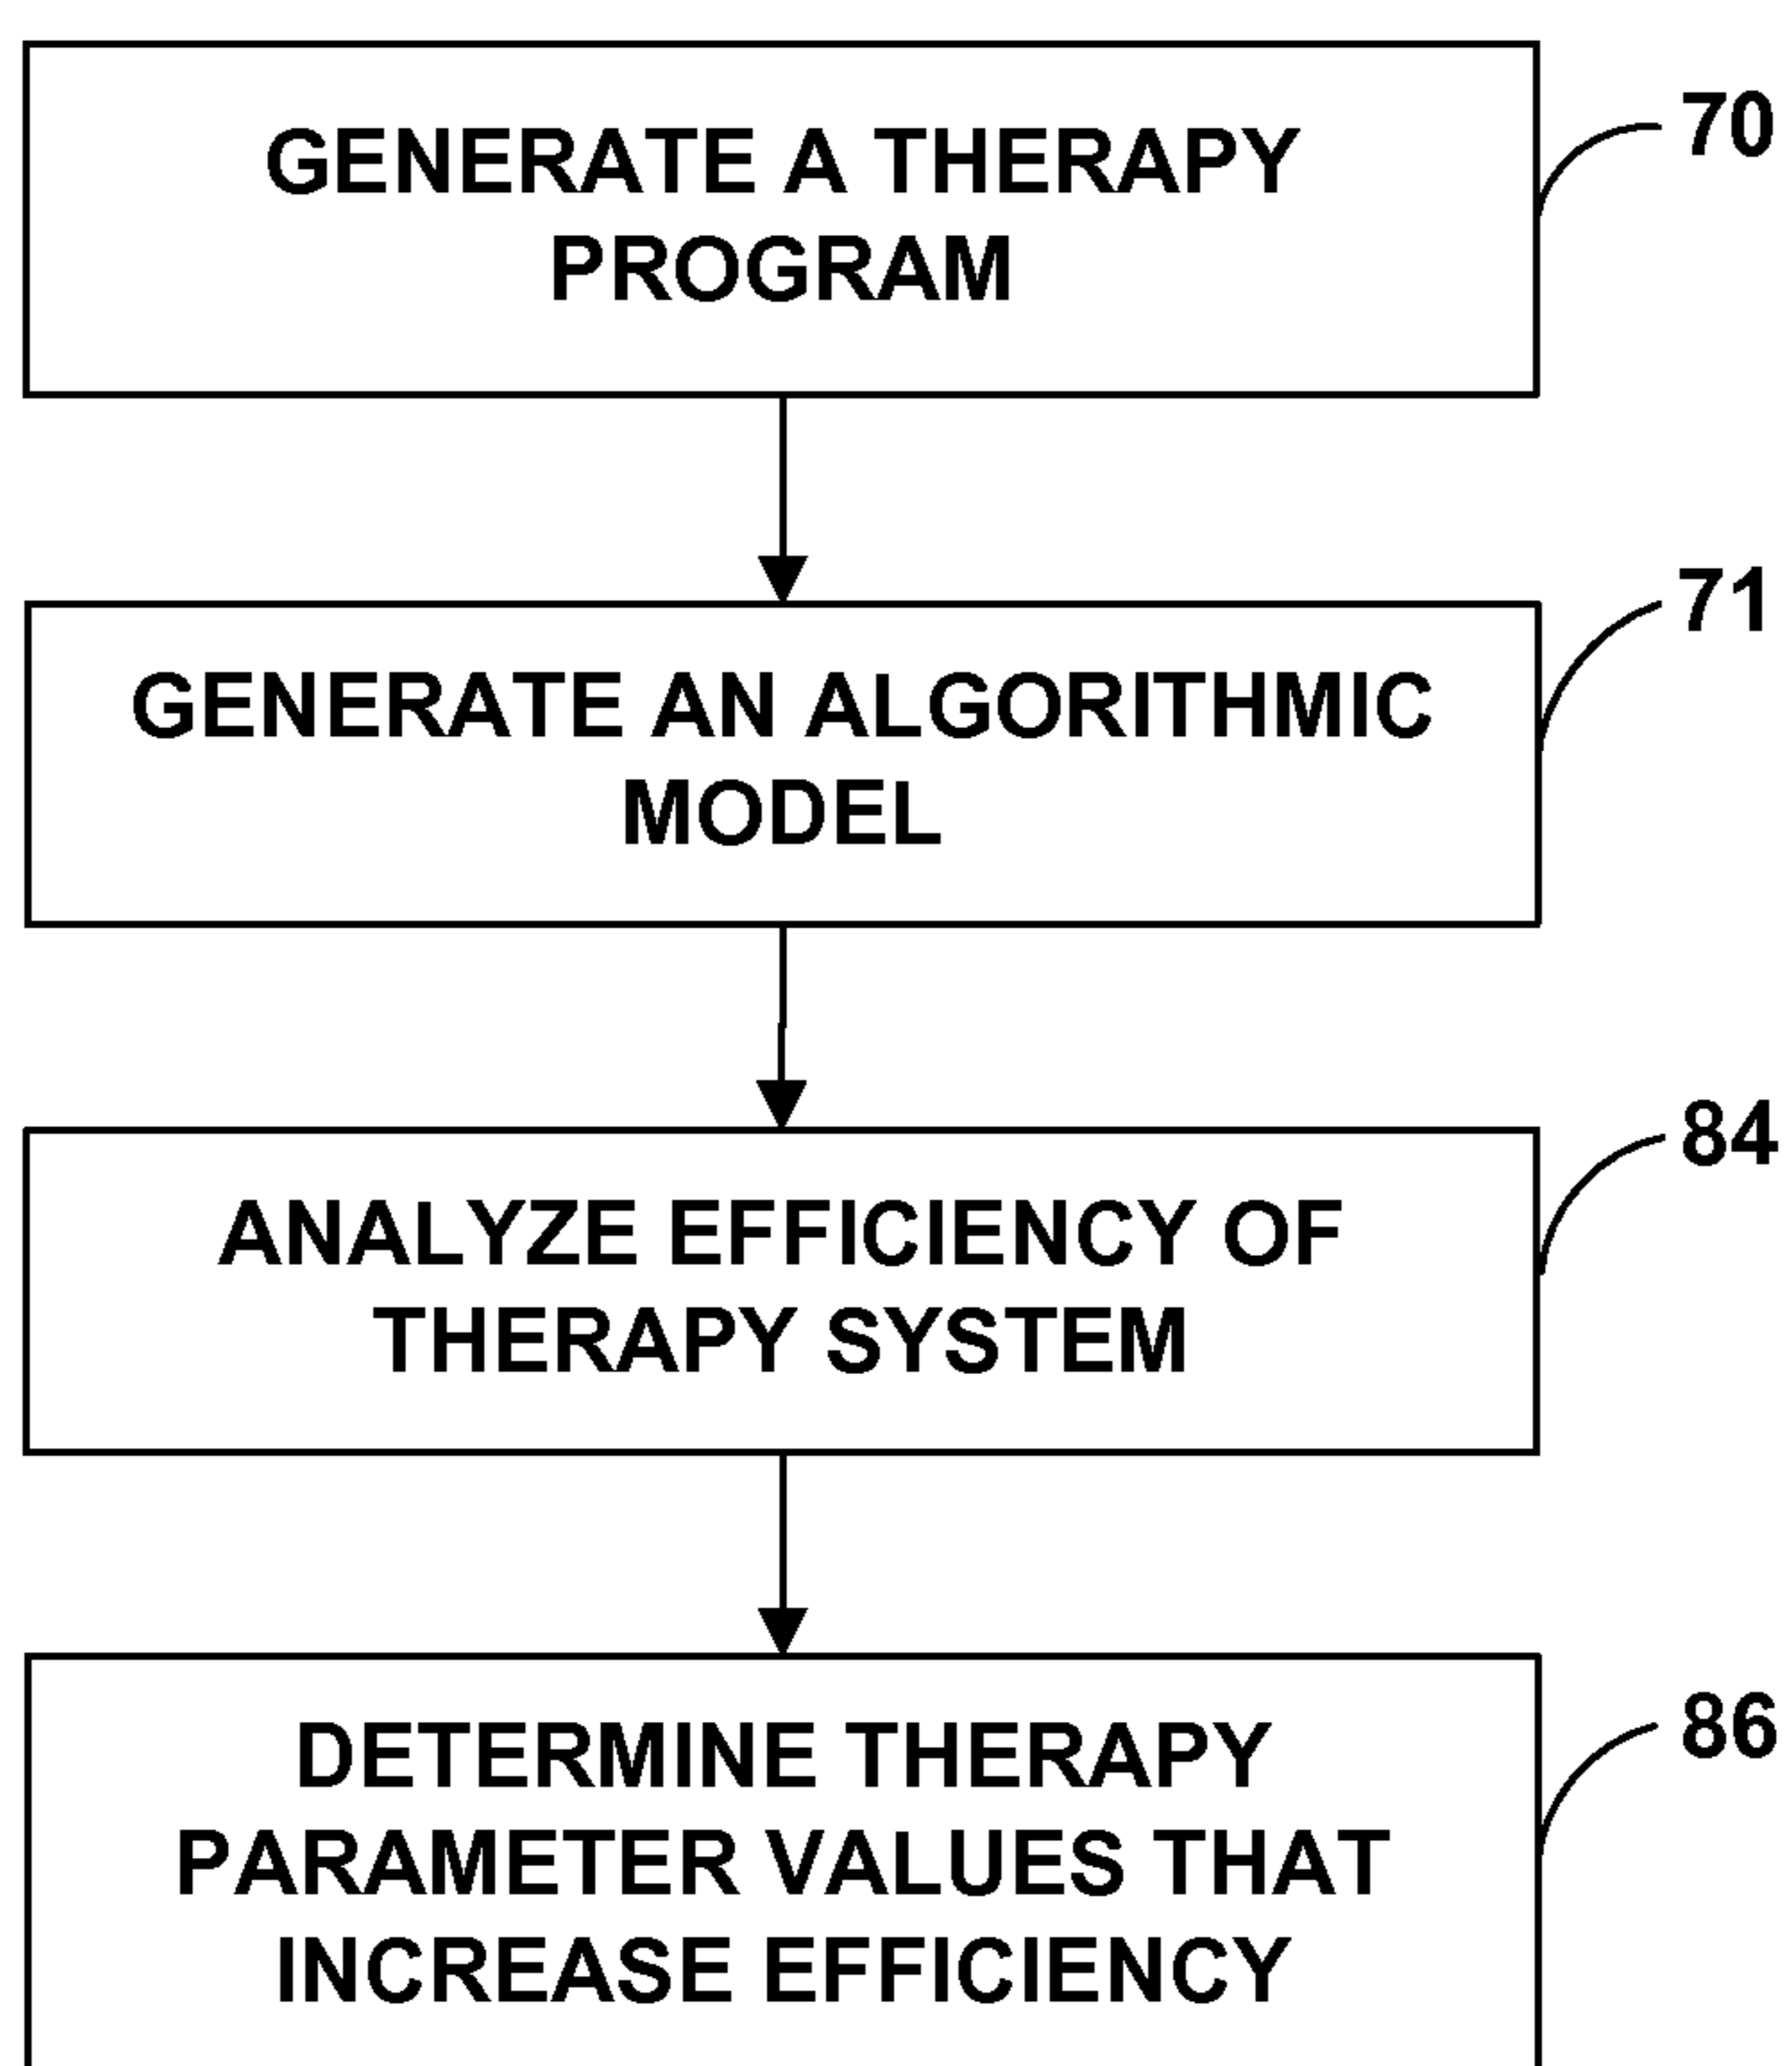 GENERATE A THERAPY
PROGRAM
70
GENERATE AN ALGORITHMIC
MODEL
71
ANALYZE EFFICIENCY OF
THERAPY SYSTEM
84
DETERMINE THERAPY
PARAMETER VALUES THAT
INCREASE EFFICIENCY
86